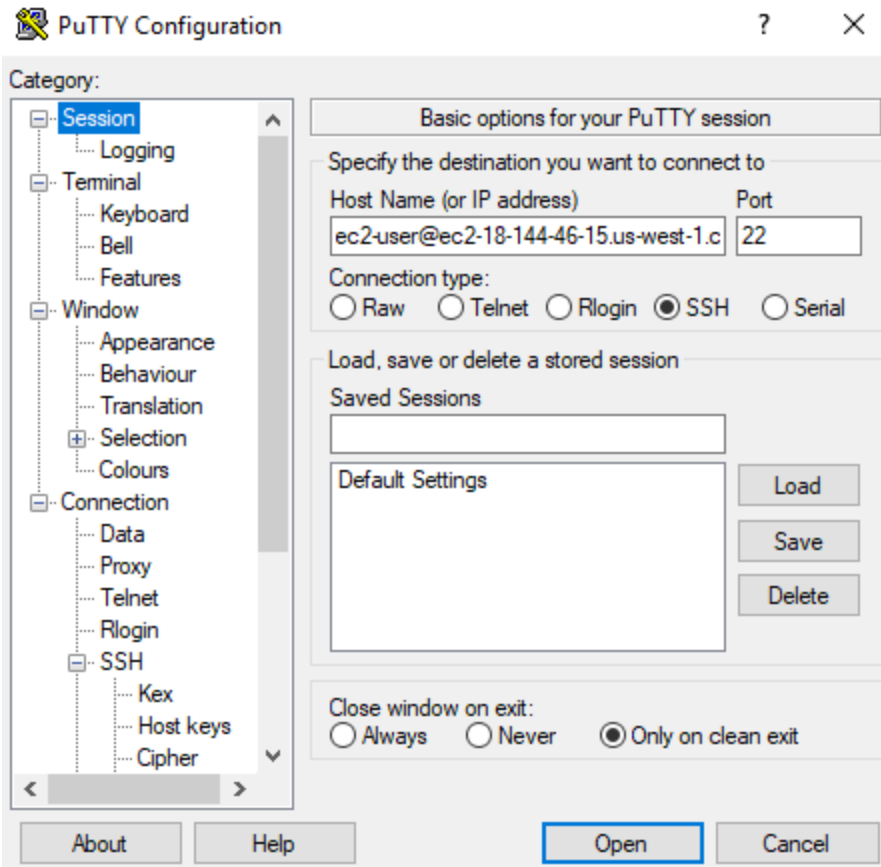 PuTTY Configuration
?
Category:
Session
Logging
Terminal
Keyboard
Bell
Features
Window
Appearance
Behaviour
Translation
Selection
Colours
Connection
Data
Proxy
Telnet
Rlogin
SSH
Kex
Host keys
Cipher
Basic options for your PuTTY session
Specify the destination you want to connect to
Host Name (or IP address) Port
ec2-user@ec2-18-144-46-15.us-west-1.c 22
Connection type:
Raw Telnet Rlogin SSH Serial
Load, save or delete a stored session
Saved Sessions
Default Settings
Load
Save
Delete
Close window on exit:
Always Never Only on clean exit
About Help Open Cancel